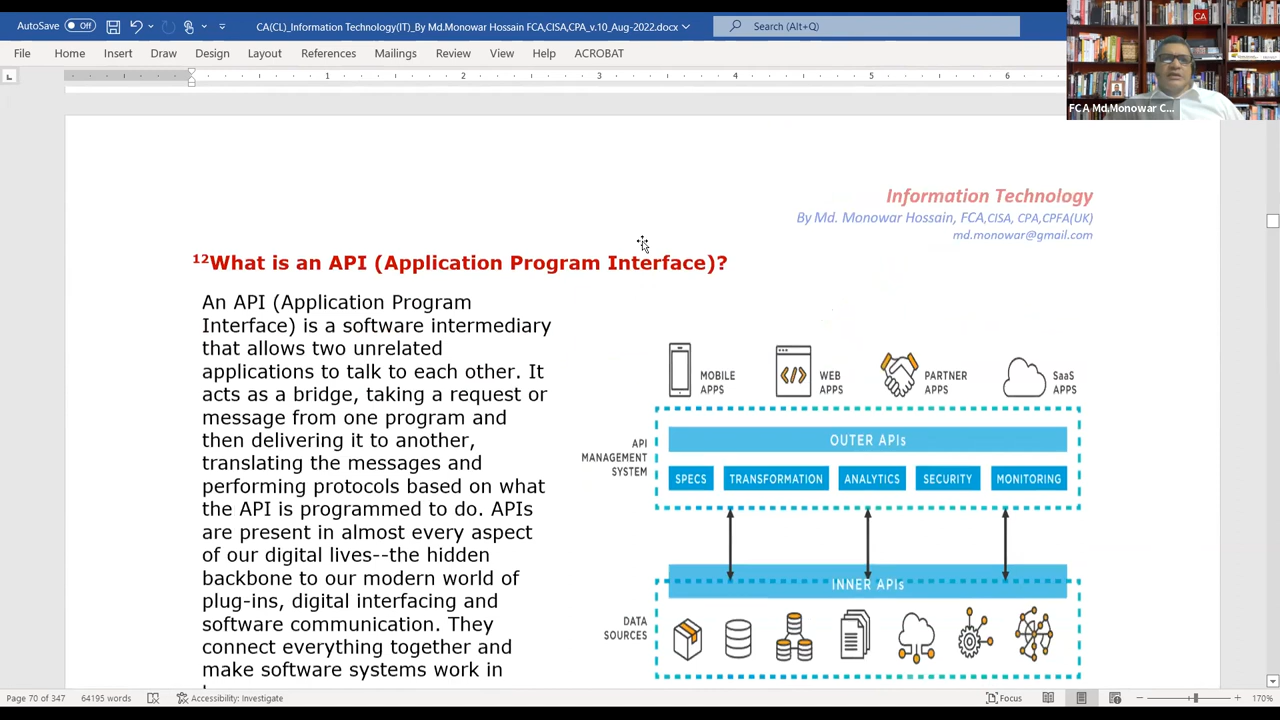 AutoSave Off CA(CL)_Information Technology(IT)_By Md.Monowar Hossain FCA,CISA,CPA_v.10_Aug-2022.docx Search (Alt+Q)
CA
File Home Insert Draw Design Layout References Mailings Review View Help ACROBAT
FCA Md.Monowar C...
1 2 3 4 5 6
Information Technology
By Md. Monowar Hossain, FCA,CISA, CPA,CPFA(UK)
md.monowar@gmail.com
12What is an API (Application Program Interface)?
An API (Application Program
Interface) is a software intermediary
that allows two unrelated
applications to talk to each other. It
acts as a bridge, taking a request or
message from one program and
then delivering it to another,
translating the messages and
performing protocols based on what
the API is programmed to do. APIs
are present in almost every aspect
of our digital lives--the hidden
backbone to our modern world of
plug-ins, digital interfacing and
software communication. They
connect everything together and
make software systems work in
MOBILE
APPS
WEB
APPS
PARTNER
APPS
SaaS
APPS
API
MANAGEMENT
SYSTEM
OUTER APIs
SPECS TRANSFORMATION ANALYTICS SECURITY MONITORING
INNER APIs
DATA
SOURCES
Page 70 of 347 64195 words Accessibility: Investigate Focus 170%